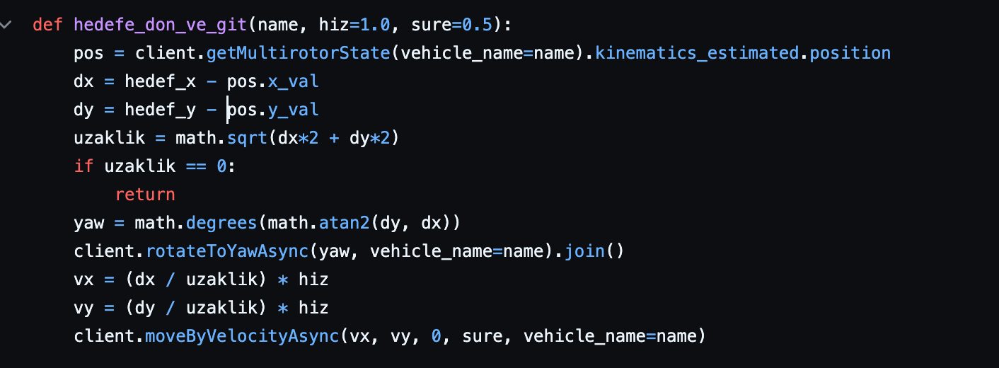 def hedefe_don_ve_git(name, hiz=1.0, sure=0.5):
    pos = client.getMultirotorState(vehicle_name=name).kinematics_estimated.position
    dx = hedef_x - pos.x_val
    dy = hedef_y - pos.y_val
    uzaklik = math.sqrt(dx*2 + dy*2)
    if uzaklik == 0:
        return
    yaw = math.degrees(math.atan2(dy, dx))
    client.rotateToYawAsync(yaw, vehicle_name=name).join()
    vx = (dx / uzaklik) * hiz
    vy = (dy / uzaklik) * hiz
    client.moveByVelocityAsync(vx, vy, 0, sure, vehicle_name=name)